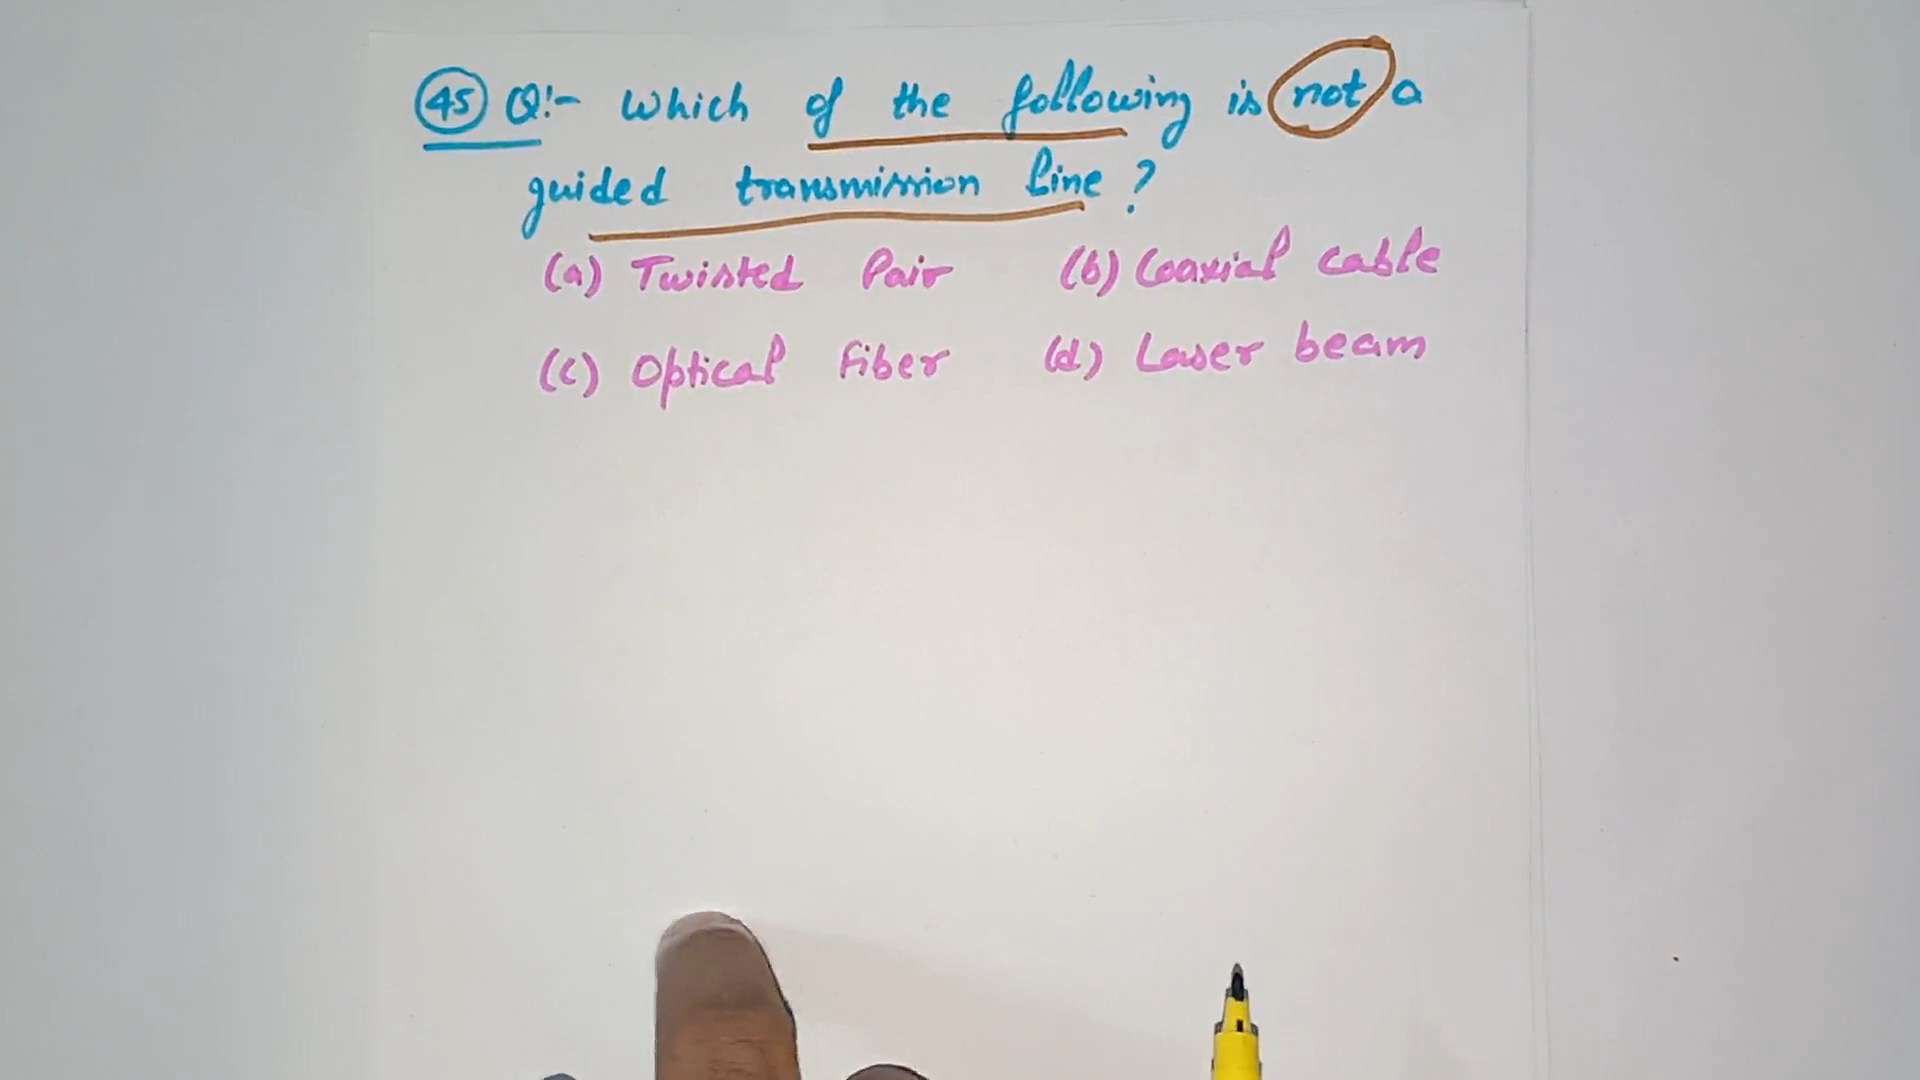 45 Q:- Which of the following is not a
guided transmission line?
(a) Twisted Pair (b) Coaxial cable
(c) Optical Fiber (d) Laser beam